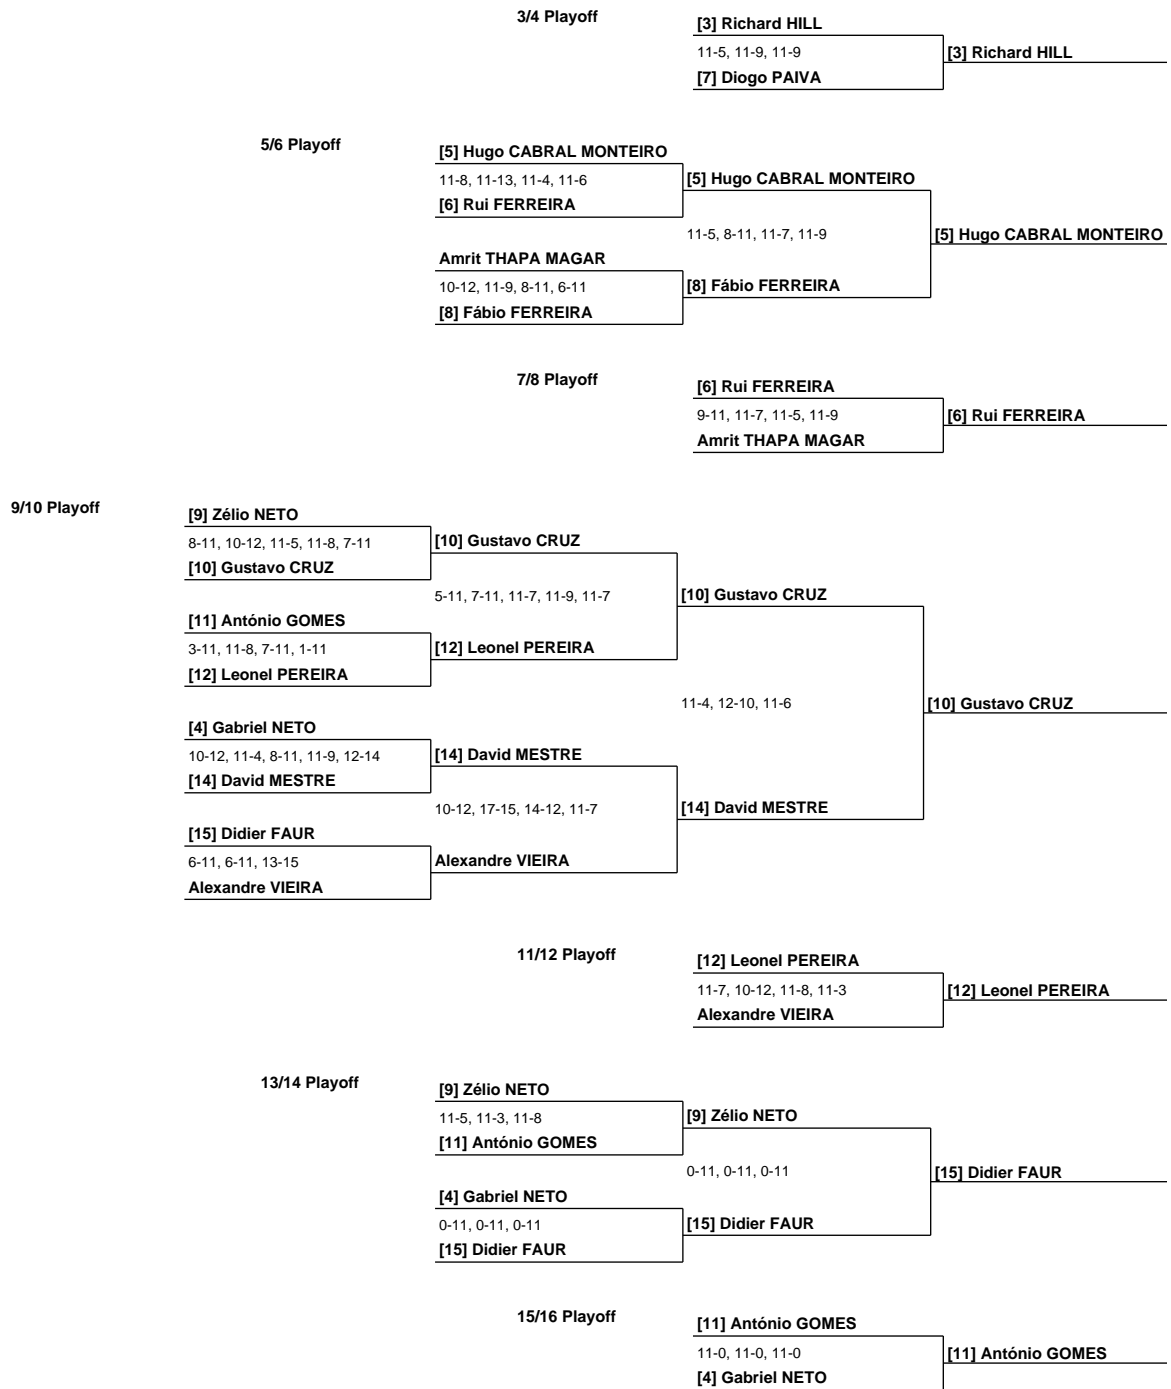 3/4 Playoff
[3] Richard HILL
11-5, 11-9, 11-9
[3] Richard HILL
[7] Diogo PAIVA
5/6 Playoff
[5] Hugo CABRAL MONTEIRO
11-8, 11-13, 11-4, 11-6
[5] Hugo CABRAL MONTEIRO
[6] Rui FERREIRA
11-5, 8-11, 11-7, 11-9
[5] Hugo CABRAL MONTEIRO
Amrit THAPA MAGAR
10-12, 11-9, 8-11, 6-11
[8] Fábio FERREIRA
[8] Fábio FERREIRA
7/8 Playoff
[6] Rui FERREIRA
9-11, 11-7, 11-5, 11-9
[6] Rui FERREIRA
Amrit THAPA MAGAR
9/10 Playoff
[9] Zélio NETO
8-11, 10-12, 11-5, 11-8, 7-11
[10] Gustavo CRUZ
[10] Gustavo CRUZ
5-11, 7-11, 11-7, 11-9, 11-7
[10] Gustavo CRUZ
[11] António GOMES
3-11, 11-8, 7-11, 1-11
[12] Leonel PEREIRA
[12] Leonel PEREIRA
11-4, 12-10, 11-6
[10] Gustavo CRUZ
[4] Gabriel NETO
10-12, 11-4, 8-11, 11-9, 12-14
[14] David MESTRE
[14] David MESTRE
10-12, 17-15, 14-12, 11-7
[14] David MESTRE
[15] Didier FAUR
6-11, 6-11, 13-15
Alexandre VIEIRA
Alexandre VIEIRA
11/12 Playoff
[12] Leonel PEREIRA
11-7, 10-12, 11-8, 11-3
[12] Leonel PEREIRA
Alexandre VIEIRA
13/14 Playoff
[9] Zélio NETO
11-5, 11-3, 11-8
[9] Zélio NETO
[11] António GOMES
0-11, 0-11, 0-11
[15] Didier FAUR
[4] Gabriel NETO
0-11, 0-11, 0-11
[15] Didier FAUR
[15] Didier FAUR
15/16 Playoff
[11] António GOMES
11-0, 11-0, 11-0
[11] António GOMES
[4] Gabriel NETO